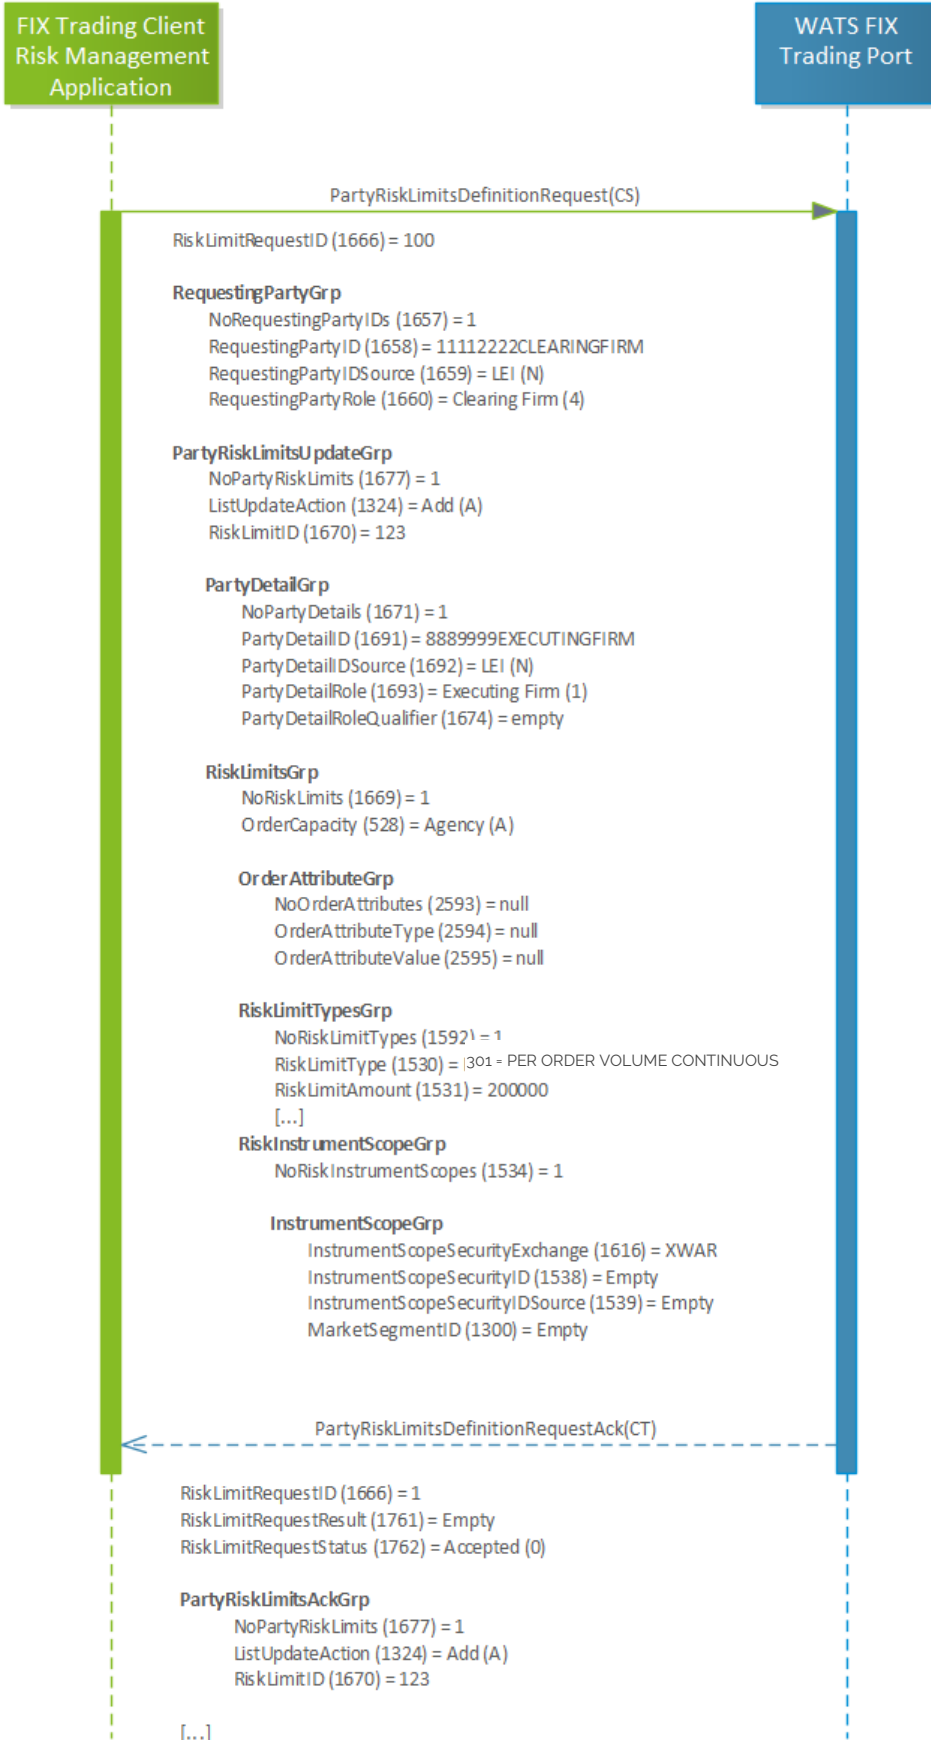 FIX Trading Client
Risk Management
Application
WATS FIX
Trading Port
PartyRiskLimitsDefinitionRequest(CS)
RiskLimitRequestID (1666) = 100
RequestingPartyGrp
NoRequestingPartyIDs (1657) = 1
RequestingPartyID (1658) = 11112222CLEARINGFIRM
RequestingPartyIDSource (1659) = LEI (N)
RequestingPartyRole (1660) = Clearing Firm (4)
PartyRiskLimitsUpdateGrp
NoPartyRiskLimits (1677) = 1
ListUpdateAction (1324) = Add (A)
RiskLimitID (1670) = 123
PartyDetailGrp
NoPartyDetails (1671) = 1
PartyDetailID (1691) = 8889999EXECUTINGFIRM
PartyDetailIDSource (1692) = LEI (N)
PartyDetailRole (1693) = Executing Firm (1)
PartyDetailRoleQualifier (1674) = empty
RiskLimitsGrp
NoRiskLimits (1669) = 1
OrderCapacity (528) = Agency (A)
OrderAttributeGrp
NoOrderAttributes (2593) = null
OrderAttributeType (2594) = null
OrderAttributeValue (2595) = null
RiskLimitTypesGrp
NoRiskLimitTypes (1592) = 1
RiskLimitType (1530) = 301 = PER ORDER VOLUME CONTINUOUS
RiskLimitAmount (1531) = 200000
[...]
RiskInstrumentScopeGrp
NoRiskInstrumentScopes (1534) = 1
InstrumentScopeGrp
InstrumentScopeSecurityExchange (1616) = XWAR
InstrumentScopeSecurityID (1538) = Empty
InstrumentScopeSecurityIDSource (1539) = Empty
MarketSegmentID (1300) = Empty
PartyRiskLimitsDefinitionRequestAck(CT)
RiskLimitRequestID (1666) = 1
RiskLimitRequestResult (1761) = Empty
RiskLimitRequestStatus (1762) = Accepted (0)
PartyRiskLimitsAckGrp
NoPartyRiskLimits (1677) = 1
ListUpdateAction (1324) = Add (A)
RiskLimitID (1670) = 123
[...]